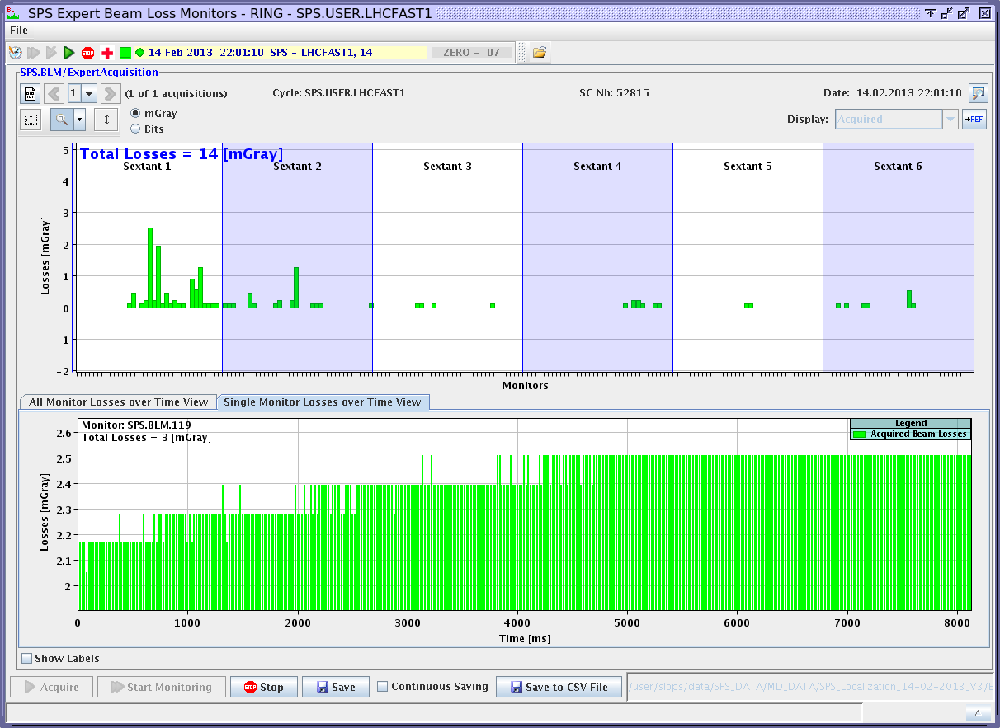 BL
SPS Expert Beam Loss Monitors - RING - SPS.USER.LHCFAST1
File
STOP 14 Feb 2013 22:01:10 SPS - LHCFAST1, 14 ZERO - 07
SPS.BLM/ExpertAcquisition
1 (1 of 1 acquisitions) Cycle: SPS.USER.LHCFAST1 SC Nb: 52815 Date: 14.02.2013 22:01:10
mGray
Bits
Display: Acquired REF
Total Losses = 14 [mGray]
Sextant 1 Sextant 2 Sextant 3 Sextant 4 Sextant 5 Sextant 6
Losses [mGray]
5
4
3
2
1
0
-1
-2
Monitors
All Monitor Losses over Time View Single Monitor Losses over Time View
Monitor: SPS.BLM.119
Total Losses = 3 [mGray]
Legend
Acquired Beam Losses
Losses [mGray]
2.6
2.5
2.4
2.3
2.2
2.1
2
0 1000 2000 3000 4000 5000 6000 7000 8000
Time [ms]
Show Labels
Acquire Start Monitoring STOP Stop Save Continuous Saving Save to CSV File /user/slops/data/SPS_DATA/MD_DATA/SPS_Localization_14-02-2013_V3/